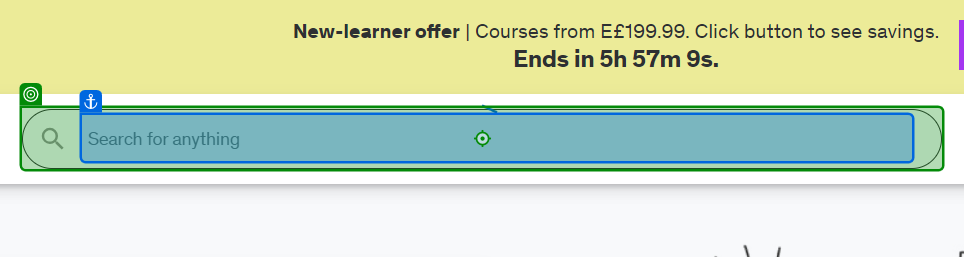 New-learner offer | Courses from E£199.99. Click button to see savings.
Ends in 5h 57m 9s.
Search for anything